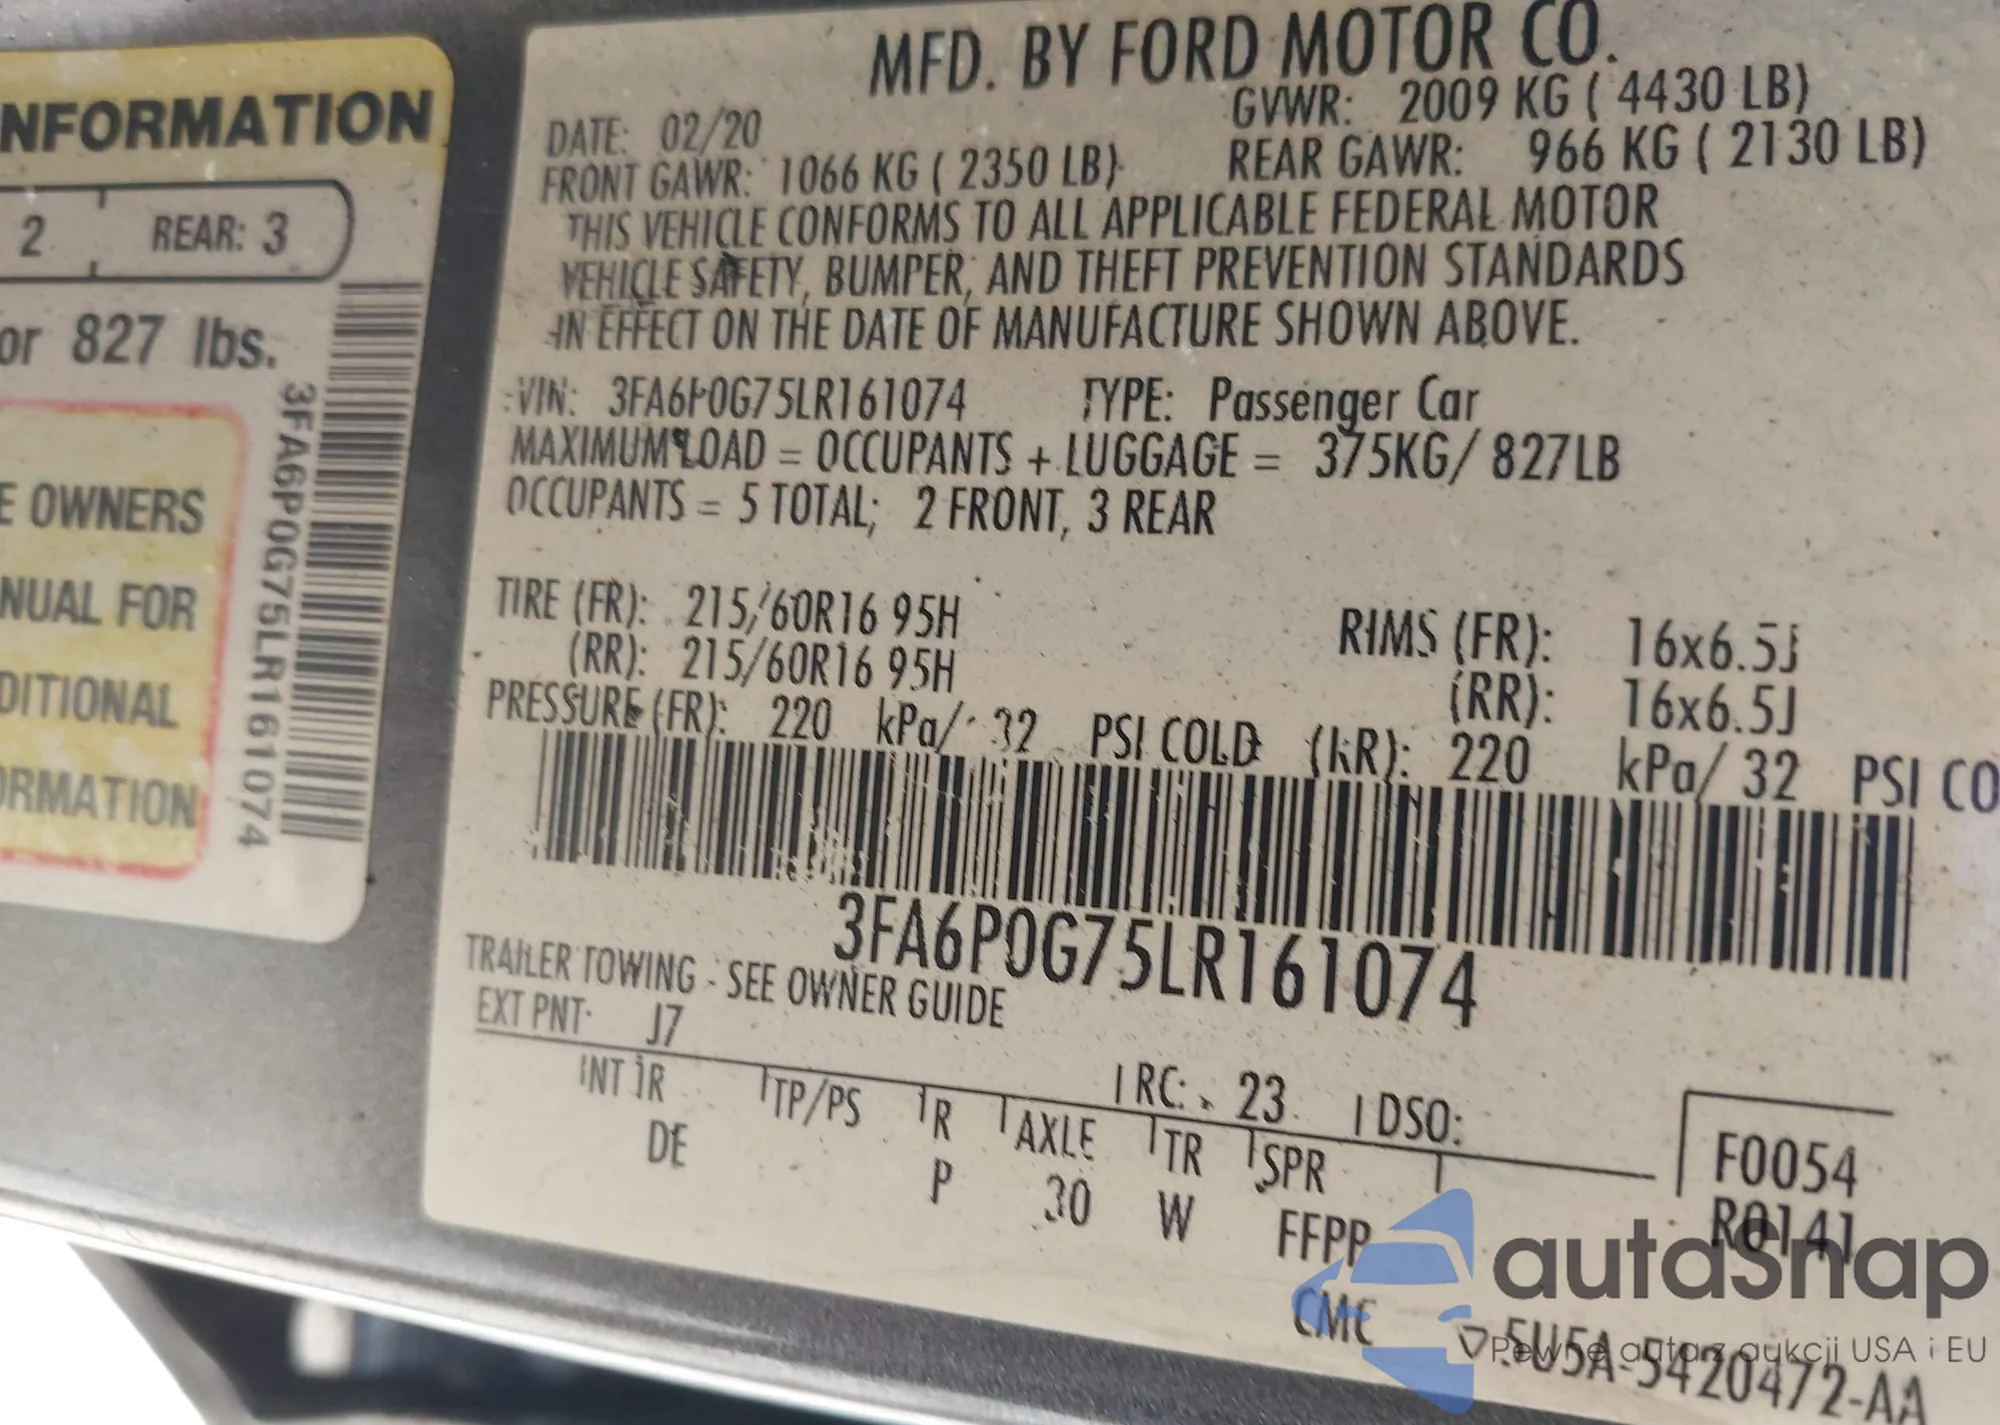 NFORMATION
2 REAR: 3
or 827 lbs.
E OWNERS
NUAL FOR
DITIONAL
ORMATION
3FA6P0G75LR161074
MFD. BY FORD MOTOR CO.
DATE: 02/20 GVWR: 2009 KG ( 4430 LB)
FRONT GAWR: 1066 KG ( 2350 LB) REAR GAWR: 966 KG ( 2130 LB)
THIS VEHICLE CONFORMS TO ALL APPLICABLE FEDERAL MOTOR
VEHICLE SAFETY, BUMPER, AND THEFT PREVENTION STANDARDS
IN EFFECT ON THE DATE OF MANUFACTURE SHOWN ABOVE.
VIN: 3FA6P0G75LR161074 TYPE: Passenger Car
MAXIMUM LOAD = OCCUPANTS + LUGGAGE = 375KG/ 827LB
OCCUPANTS = 5 TOTAL; 2 FRONT, 3 REAR
TIRE (FR): 215/60R16 95H RIMS (FR): 16x6.5J
(RR): 215/60R16 95H (RR): 16x6.5J
PRESSURE (FR): 220 kPa/ 32 PSI COLD (RR): 220 kPa/ 32 PSI CO
3FA6P0G75LR161074
TRAILER TOWING - SEE OWNER GUIDE
EXT PNT: J7 RC: 23 DSO:
INT TR TP/PS R AXLE TR SPR F0054
DE P 30 W FFPP R0141
CMC 5U5A-5420472-AA
autosnap
Pewne auta z aukcji USA i EU